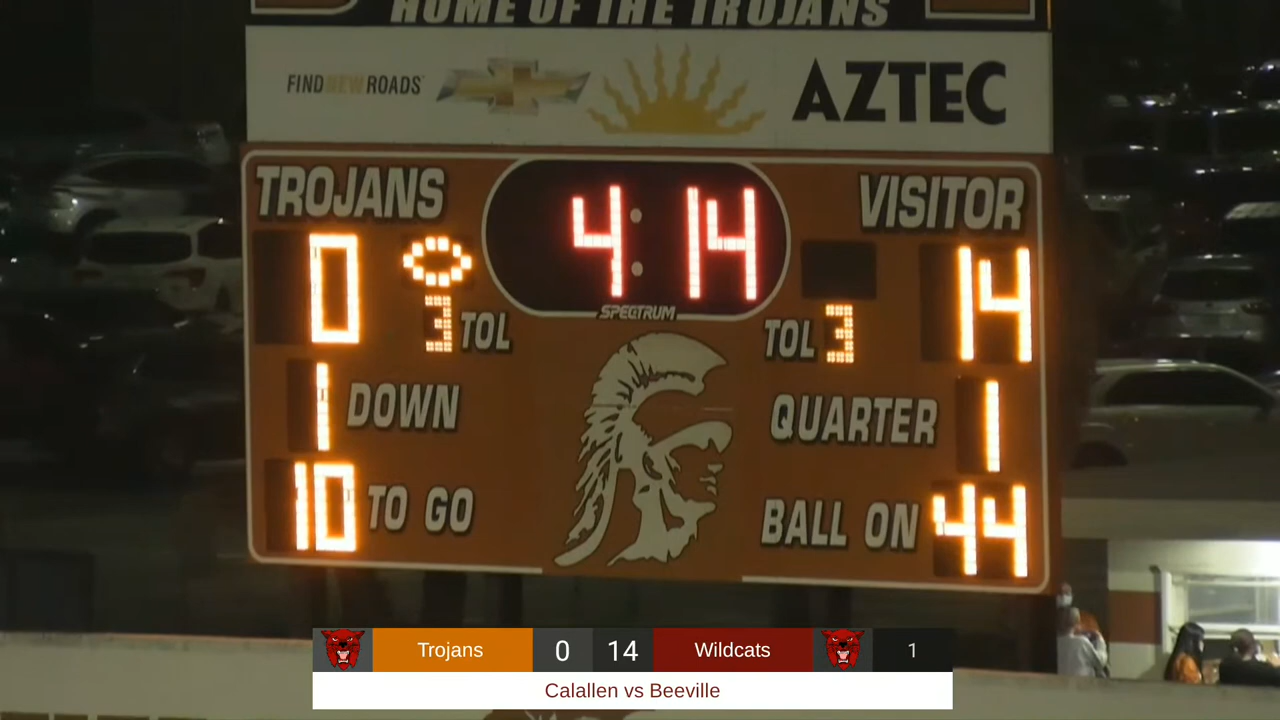 HOME OF THE TROJANS
FIND NEW ROADS
AZTEC
TROJANS
4:14
VISITOR
0
14
3 TOL
SPECTRUM
TOL 3
1 DOWN
QUARTER 1
10 TO GO
BALL ON 44
Trojans 0 14 Wildcats 1
Calallen vs Beeville